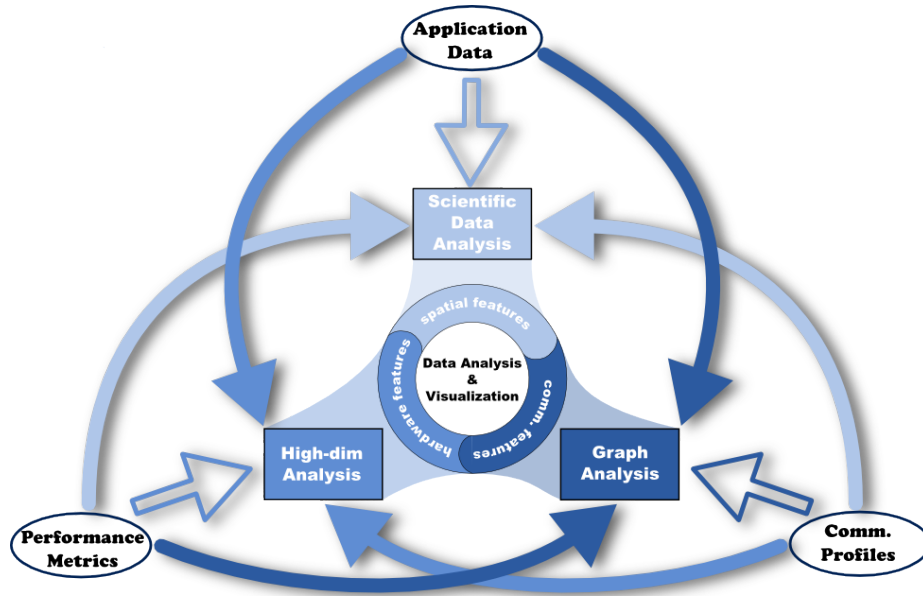 Application
Data
Scientific
Data
Analysis
spatial features
hardware features
comm. features
Data Analysis
&
Visualization
High-dim
Analysis
Graph
Analysis
Performance
Metrics
Comm.
Profiles